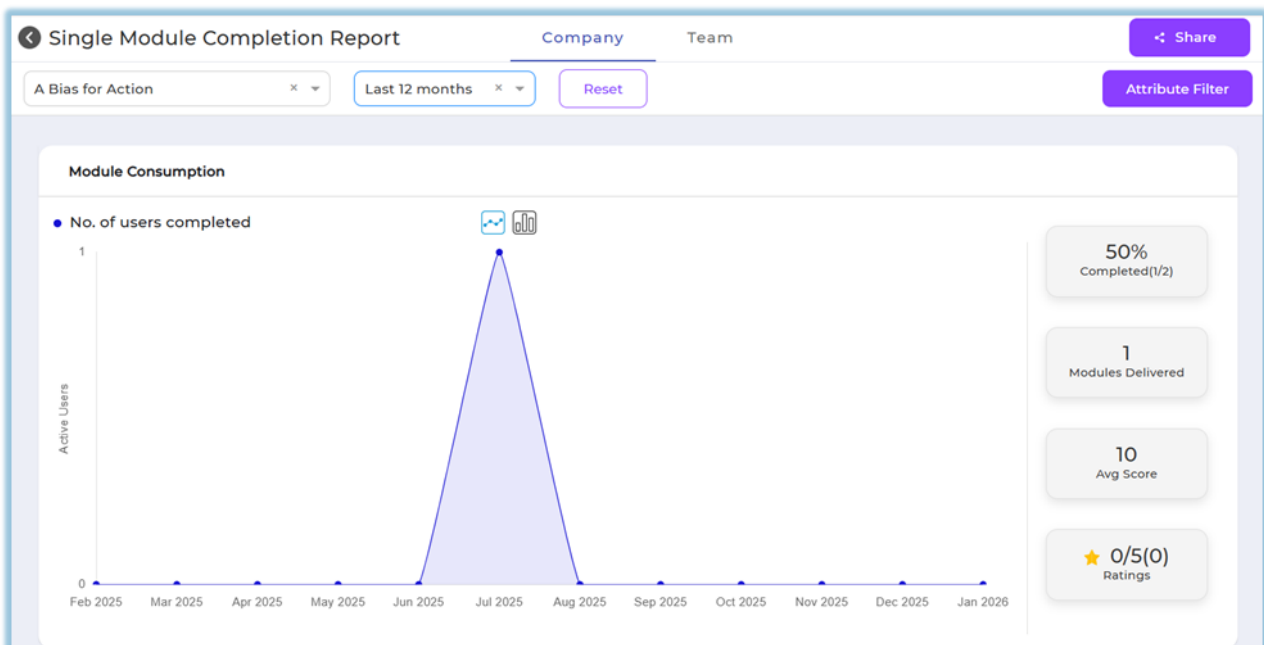 Single Module Completion Report
Company
Team
Share
A Bias for Action
Last 12 months
Reset
Attribute Filter
Module Consumption
No. of users completed
1
Active Users
0
Feb 2025 Mar 2025 Apr 2025 May 2025 Jun 2025 Jul 2025 Aug 2025 Sep 2025 Oct 2025 Nov 2025 Dec 2025 Jan 2026
50%
Completed(1/2)
1
Modules Delivered
10
Avg Score
0/5(0)
Ratings